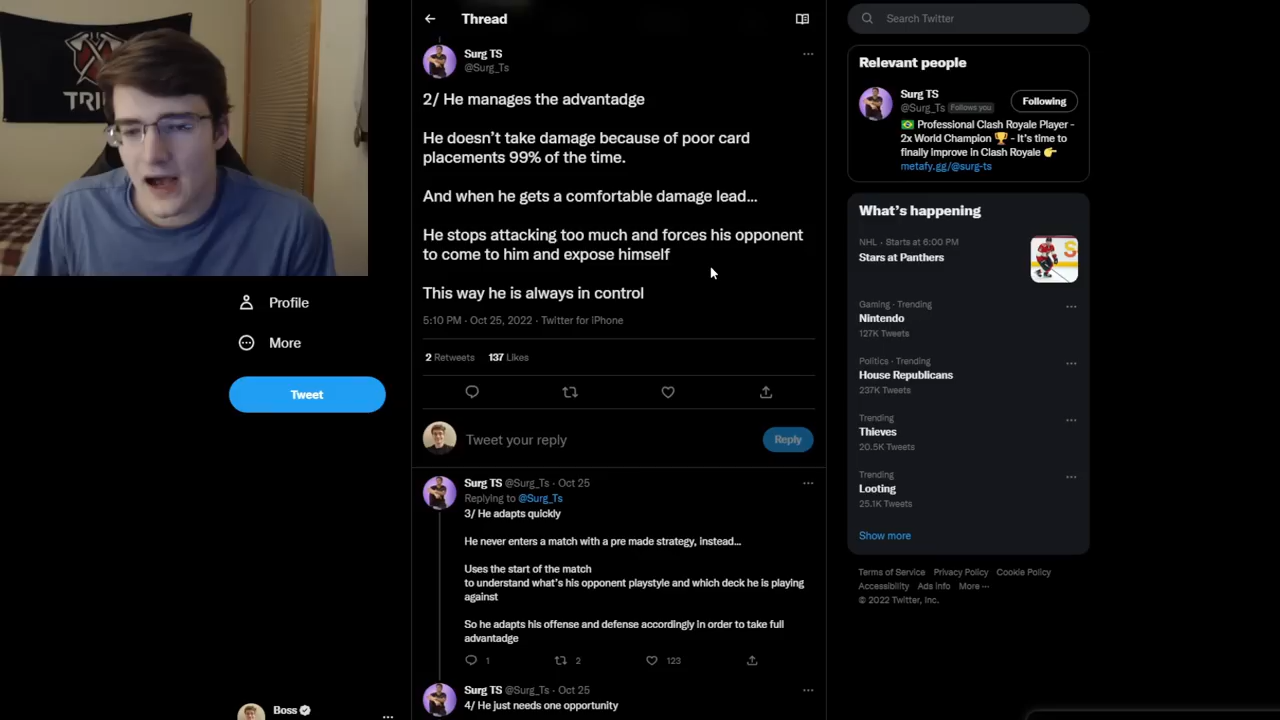 TRI
Profile
More
Tweet
Boss
Thread
Surg TS
@Surg_Ts
2/ He manages the advantadge
He doesn't take damage because of poor card
placements 99% of the time.
And when he gets a comfortable damage lead...
He stops attacking too much and forces his opponent
to come to him and expose himself
This way he is always in control
5:10 PM · Oct 25, 2022 · Twitter for iPhone
2 Retweets 137 Likes
Tweet your reply
Reply
Surg TS @Surg_Ts · Oct 25
Replying to @Surg_Ts
3/ He adapts quickly
He never enters a match with a pre made strategy, instead...
Uses the start of the match
to understand what's his opponent playstyle and which deck he is playing
against
So he adapts his offense and defense accordingly in order to take full
advantadge
1 2 123
Surg TS @Surg_Ts · Oct 25
4/ He just needs one opportunity
Search Twitter
Relevant people
Surg TS
@Surg_Ts Follows you
Following
Professional Clash Royale Player -
2x World Champion 🏆 - It's time to
finally improve in Clash Royale 👉
metafy.gg/@surg-ts
What's happening
NHL · Starts at 6:00 PM
Stars at Panthers
Gaming · Trending
Nintendo
127K Tweets
Politics · Trending
House Republicans
237K Tweets
Trending
Thieves
20.5K Tweets
Trending
Looting
25.1K Tweets
Show more
Terms of Service Privacy Policy Cookie Policy
Accessibility Ads info More ···
© 2022 Twitter, Inc.